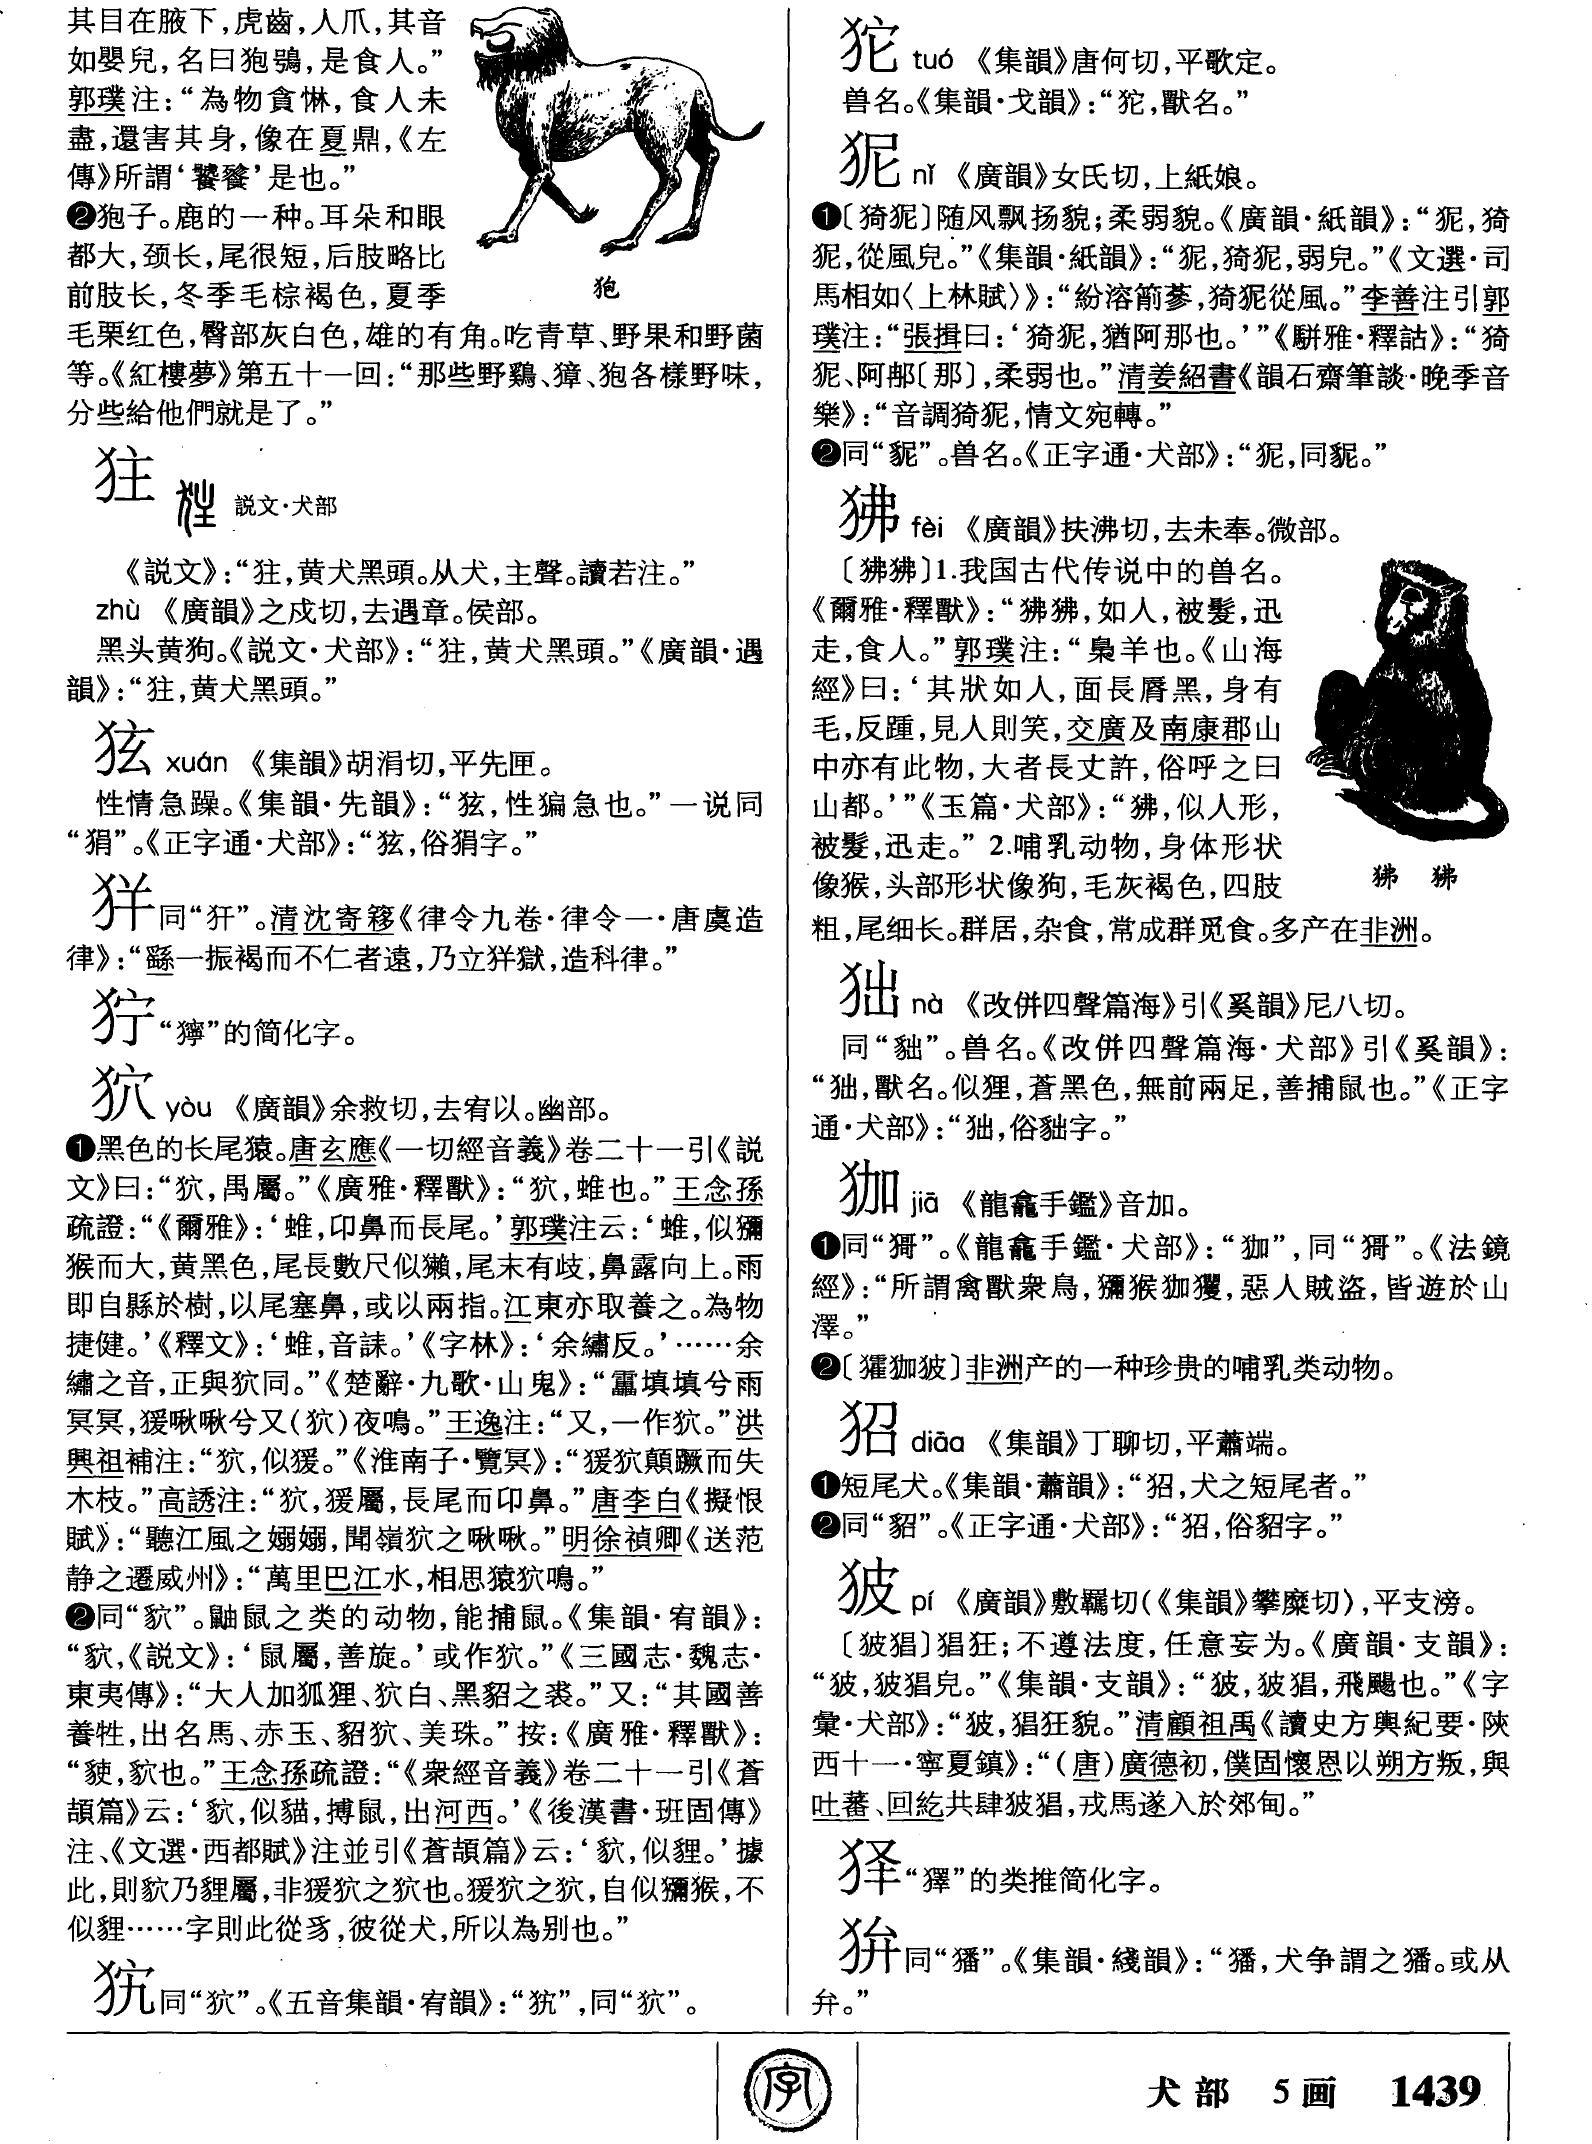 其目在腋下,虎齒,人爪,其音
如嬰兒,名曰狍鴞,是食人。”
郭璞注:“為物貪惏,食人未
盡,還害其身,像在夏鼎,《左
傳》所謂‘饕餮’是也。”
❷狍子。鹿的一种。耳朵和眼
都大,颈长,尾很短,后肢略比
前肢长,冬季毛棕褐色,夏季
狍
毛栗红色,臀部灰白色,雄的有角。吃青草、野果和野菌
等。《紅樓夢》第五十一回:“那些野鷄、獐、狍各樣野味,
分些給他們就是了。”
狂 説文·犬部
《説文》:“㹥,黄犬黑頭。从犬,主聲。讀若注。”
zhù 《廣韻》之戍切,去遇章。侯部。
黑头黄狗。《説文·犬部》:“㹥,黄犬黑頭。”《廣韻·遇
韻》:“㹥,黄犬黑頭。”
㹡 xuán 《集韻》胡涓切,平先匣。
性情急躁。《集韻·先韻》:“㹡,性猵急也。”一说同
“狷”。《正字通·犬部》:“㹡,俗狷字。”
同“犴”。清沈寄簃《律令九卷·律令一·唐虞造
律》:“繇一振褐而不仁者遠,乃立𤝹獄,造科律。”
狞“獰”的简化字。
狖 yòu 《廣韻》余救切,去宥以。幽部。
❶黑色的长尾猿。唐玄應《一切經音義》卷二十一引《説
文》曰:“狖,禺屬。”《廣雅·釋獸》:“狖,蜼也。”王念孫
疏證:“《爾雅》:‘蜼,卬鼻而長尾。’郭璞注云:‘蜼,似獼
猴而大,黄黑色,尾長數尺似獺,尾末有歧,鼻露向上。雨
即自縣於樹,以尾塞鼻,或以兩指。江東亦取養之。為物
捷健。’《釋文》:‘蜼,音誄。’《字林》:‘余繡反。’……余
繡之音,正與狖同。”《楚辭·九歌·山鬼》:“靁填填兮雨
冥冥,猨啾啾兮又(狖)夜鳴。”王逸注:“又,一作狖。”洪
興祖補注:“狖,似猨。”《淮南子·覽冥》:“猨狖顛蹶而失
木枝。”高誘注:“狖,猨屬,長尾而卬鼻。”唐李白《擬恨
賦》:“聽江風之嫋嫋,聞嶺狖之啾啾。”明徐禎卿《送范
静之遷威州》:“萬里巴江水,相思猿狖鳴。”
❷同“貁”。鼬鼠之类的动物,能捕鼠。《集韻·宥韻》:
“貁,《説文》:‘鼠屬,善旋。’或作狖。”《三國志·魏志·
東夷傳》:“大人加狐狸、狖白、黑貂之裘。”又:“其國善
養牲,出名馬、赤玉、貂狖、美珠。”按:《廣雅·釋獸》:
“𧳅,貁也。”王念孫疏證:“《衆經音義》卷二十一引《蒼
頡篇》云:‘貁,似貓,搏鼠,出河西。’《後漢書·班固傳》
注、《文選·西都賦》注並引《蒼頡篇》云:‘貁,似貍。’據
此,則貁乃貍屬,非猨狖之狖也。猨狖之狖,自似獼猴,不
似貍……字則此從豸,彼從犬,所以為别也。”
同“狖”。《五音集韻·宥韻》:“”,同“狖”。
狏 tuó 《集韻》唐何切,平歌定。
兽名。《集韻·戈韻》:“狏,獸名。”
狔 nǐ 《廣韻》女氏切,上紙娘。
❶〔猗狔〕随风飘扬貌;柔弱貌。《廣韻·紙韻》:“狔,猗
狔,從風皃。”《集韻·紙韻》:“狔,猗狔,弱皃。”《文選·司
馬相如〈上林賦〉》:“紛溶箾蔘,猗狔從風。”李善注引郭
璞注:“張揖曰:‘猗狔,猶阿那也。’”《駢雅·釋詁》:“猗
狔、阿郍〔那〕,柔弱也。”清姜紹書《韻石齋筆談·晚季音
樂》:“音調猗狔,情文宛轉。”
❷同“貎”。兽名。《正字通·犬部》:“狔,同貎。”
狒 fèi 《廣韻》扶沸切,去未奉。微部。
〔狒狒〕1.我国古代传说中的兽名。
《爾雅·釋獸》:“狒狒,如人,被髮,迅
走,食人。”郭璞注:“梟羊也。《山海
經》曰:‘其狀如人,面長脣黑,身有
毛,反踵,見人則笑,交廣及南康郡山
中亦有此物,大者長丈許,俗呼之曰
山都。’”《玉篇·犬部》:“狒,似人形,
被髮,迅走。” 2.哺乳动物,身体形状
像猴,头部形状像狗,毛灰褐色,四肢
狒 狒
粗,尾细长。群居,杂食,常成群觅食。多产在非洲。
㹪 nà 《改併四聲篇海》引《奚韻》尼八切。
同“貀”。兽名。《改併四聲篇海·犬部》引《奚韻》:
“㹪,獸名。似狸,蒼黑色,無前兩足,善捕鼠也。”《正字
通·犬部》:“㹪,俗貀字。”
㹢 jiā 《龍龕手鑑》音加。
❶同“𤠙”。《龍龕手鑑·犬部》:“㹢”,同“𤠙”。《法鏡
經》:“所謂禽獸衆鳥,獼猴㹢玃,惡人賊盜,皆遊於山
澤。”
❷〔㺢㹢狓〕非洲产的一种珍贵的哺乳类动物。
㹦 diāo 《集韻》丁聊切,平蕭端。
❶短尾犬。《集韻·蕭韻》:“㹦,犬之短尾者。”
❷同“貂”。《正字通·犬部》:“㹦,俗貂字。”
狓 pí 《廣韻》敷羈切(《集韻》攀糜切),平支滂。
〔狓猖〕猖狂;不遵法度,任意妄为。《廣韻·支韻》:
“狓,狓猖皃。”《集韻·支韻》:“狓,狓猖,飛颺也。”《字
彙·犬部》:“狓,猖狂貌。”清顧祖禹《讀史方輿紀要·陝
西十一·寧夏鎮》:“(唐)廣德初,僕固懷恩以朔方叛,與
吐蕃、回紇共肆狓猖,戎馬遂入於郊甸。”
“㹿”的类推简化字。
同“㺕”。《集韻·綫韻》:“㺕,犬争謂之㺕。或从
弁。”
字
犬部 5画 1439